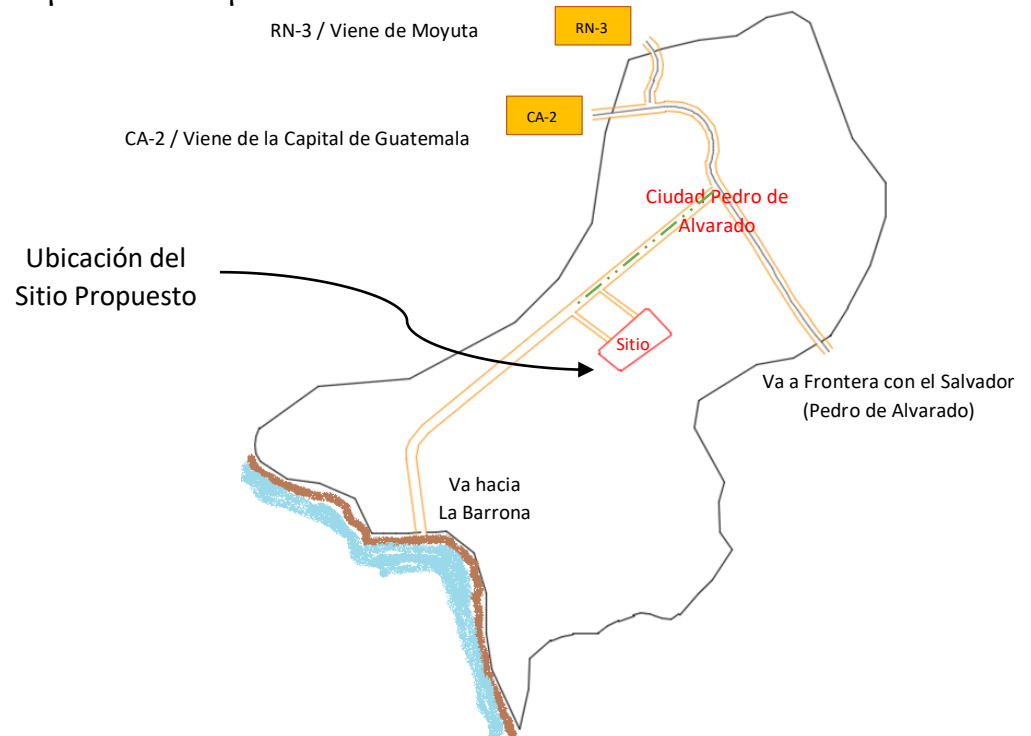 RN-3 / Viene de Moyuta
RN-3
CA-2
CA-2 / Viene de la Capital de Guatemala
Ciudad Pedro de
Alvarado
Ubicación del
Sitio Propuesto
Sitio
Va a Frontera con el Salvador
(Pedro de Alvarado)
Va hacia
La Barrona